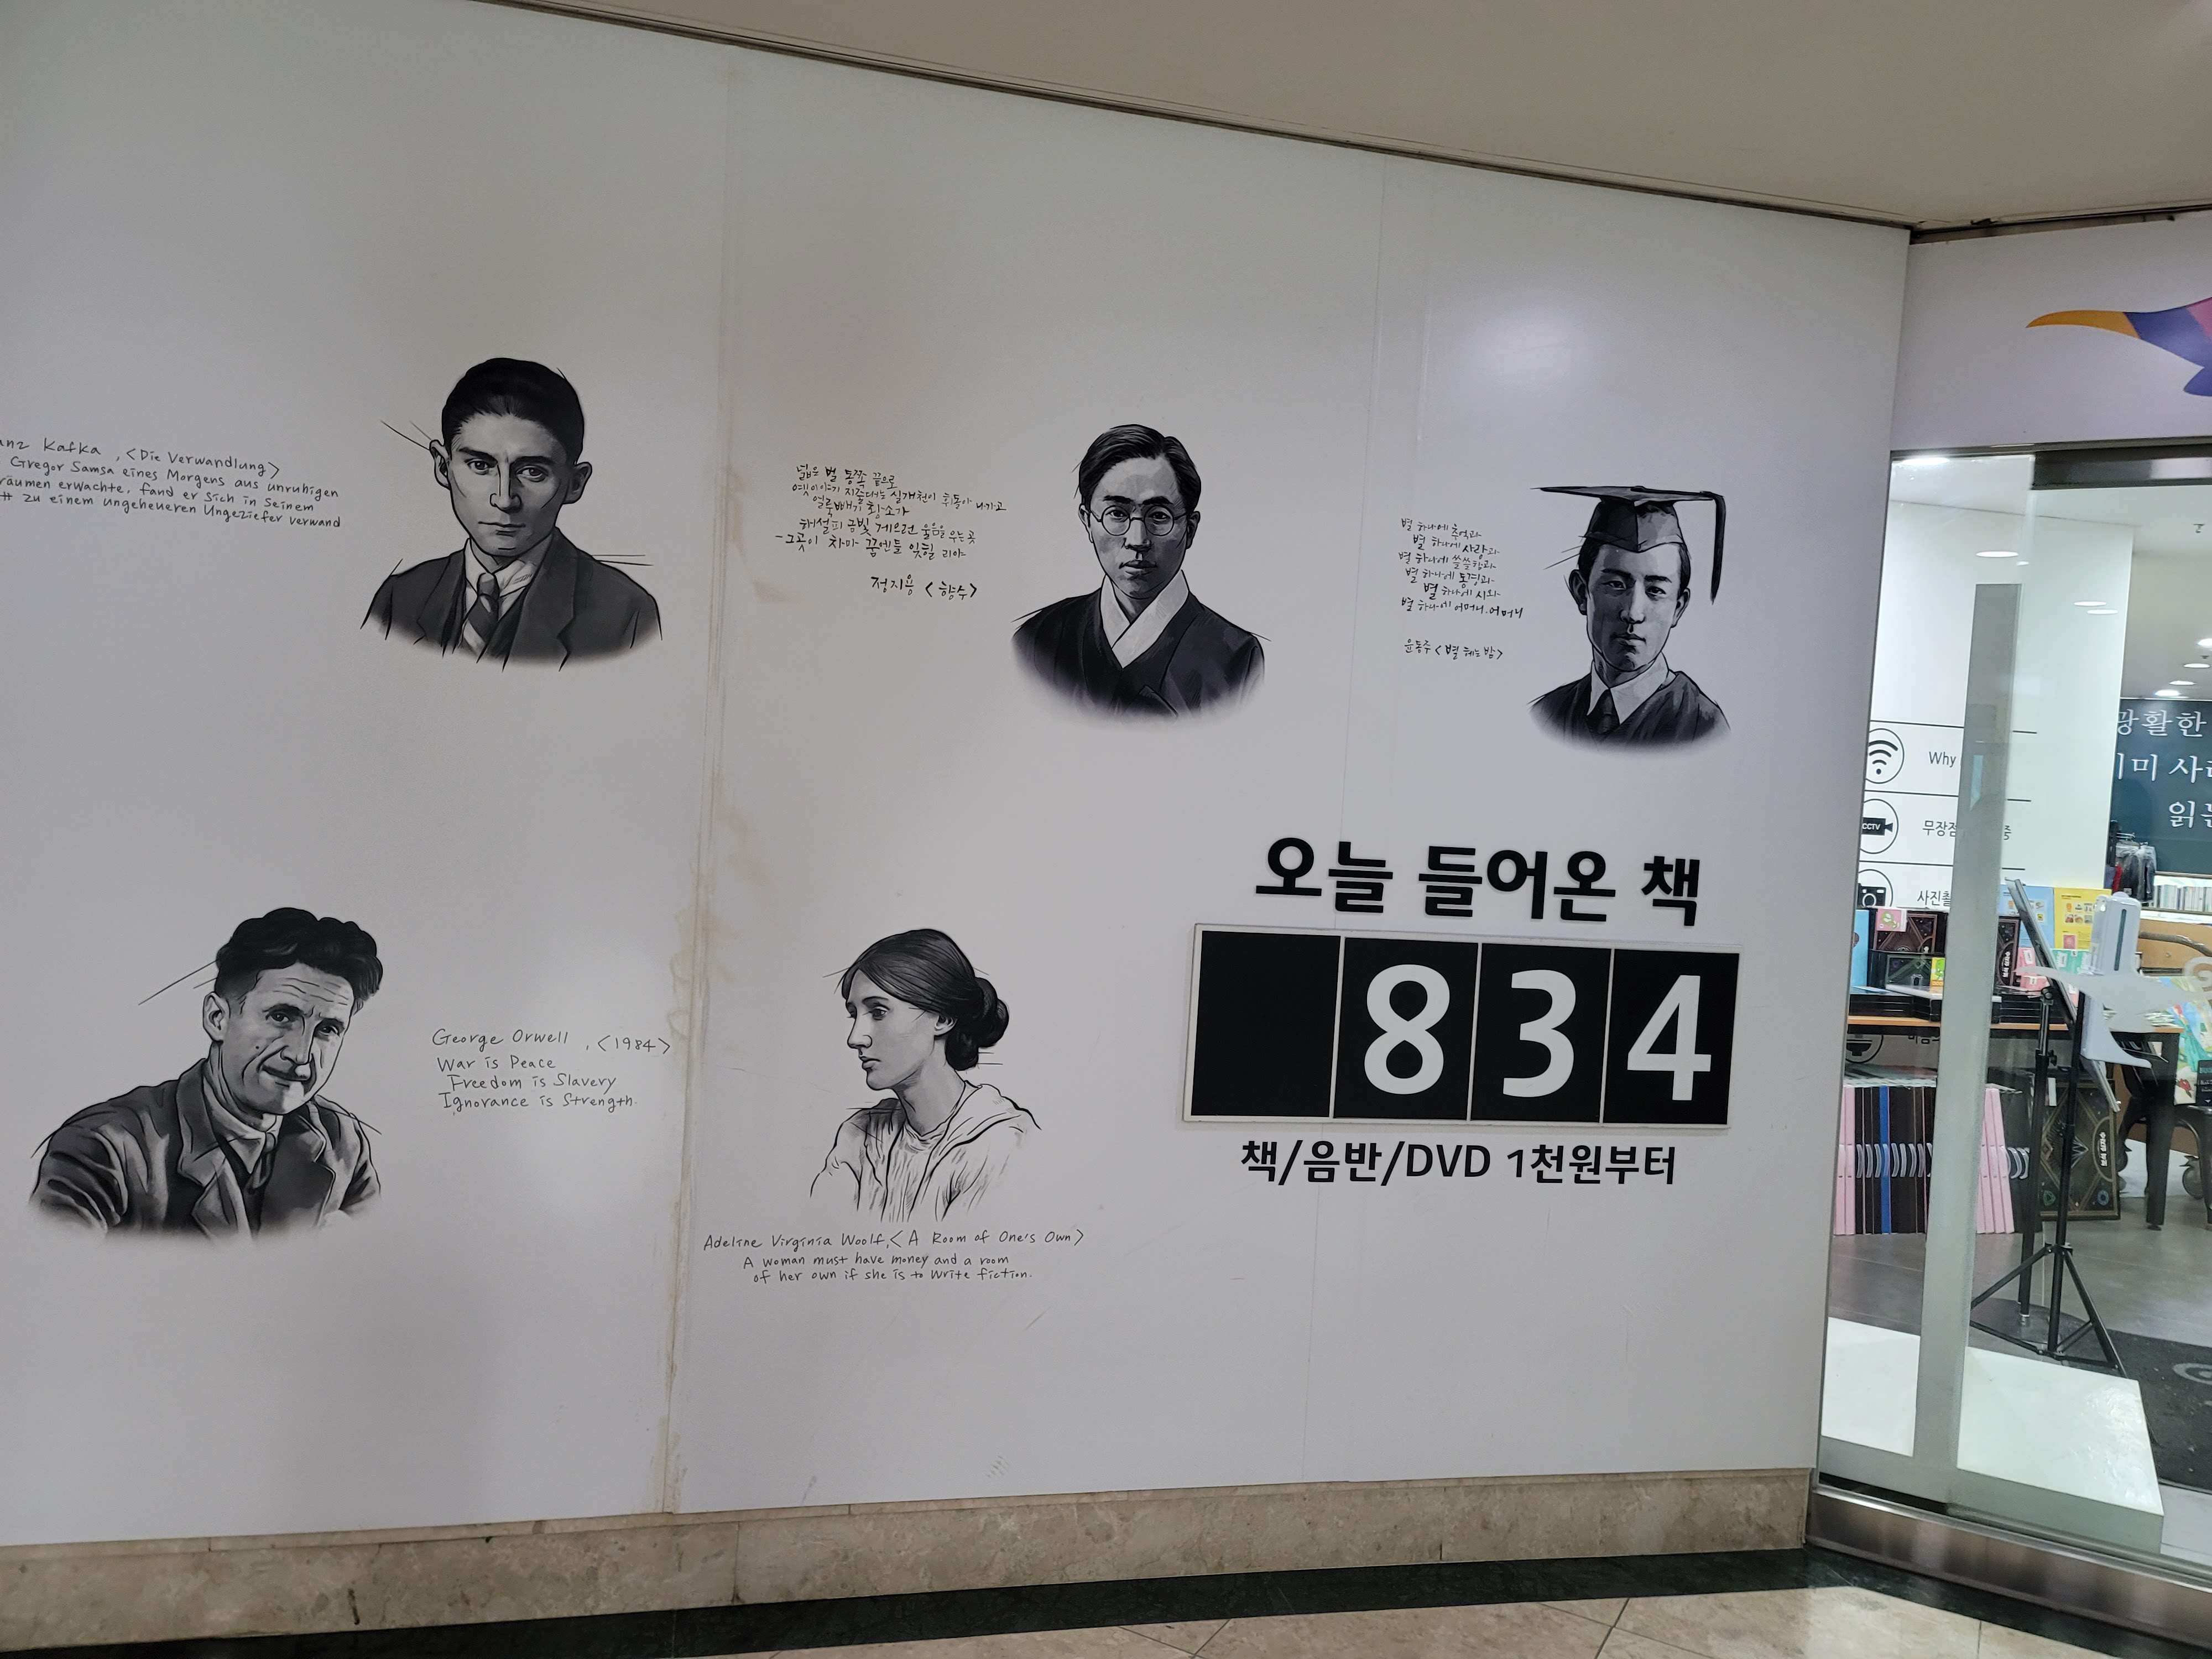 Kafka , <Die Verwandlung>
Gregor Samsa eines Morgens aus unruhigen
räumen erwachte, fand er sich in seinem
zu einem ungeheueren Ungeziefer verwand
넓은 벌 동쪽 끝으로
옛이야기 지줄대는 실개천이 휘돌아 나가고
얼룩빼기 황소가
해설피 금빛 게으른 울음을 우는 곳
-그곳이 차마 꿈엔들 잊힐 리야
정지용 <향수>
별 하나에 추억과
별 하나에 사랑과
별 하나에 쓸쓸함과
별 하나에 동경과
별 하나에 시와
별 하나에 어머니, 어머니
윤동주 <별 헤는 밤>
George Orwell , <1984>
War is Peace
Freedom is Slavery
Ignorance is Strength.
Adeline Virginia Woolf, < A Room of One's Own>
A woman must have money and a room
of her own if she is to write fiction.
오늘 들어온 책
834
책/음반/DVD 1천원부터
Why
CCTV
무장점
사진촬
광활한
읽는